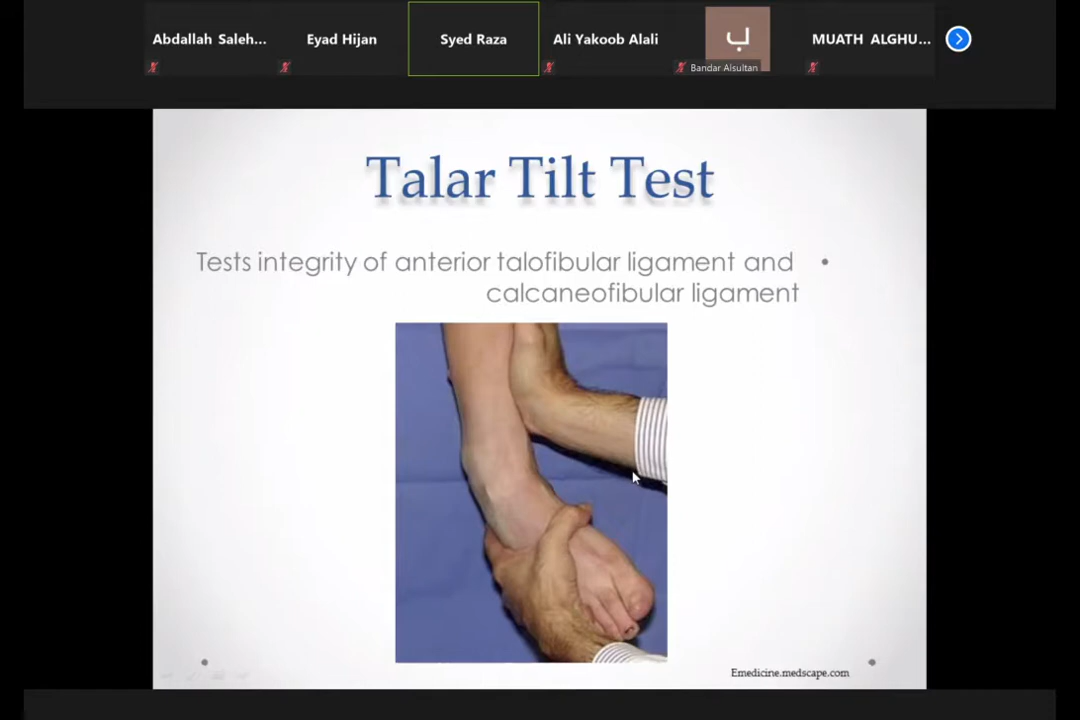 Abdallah Saleh...
Eyad Hijan
Syed Raza
Ali Yakoob Alali
ب
Bandar Alsultan
MUATH ALGHU...
Talar Tilt Test
Tests integrity of anterior talofibular ligament and •
calcaneofibular ligament
Emedicine.medscape.com